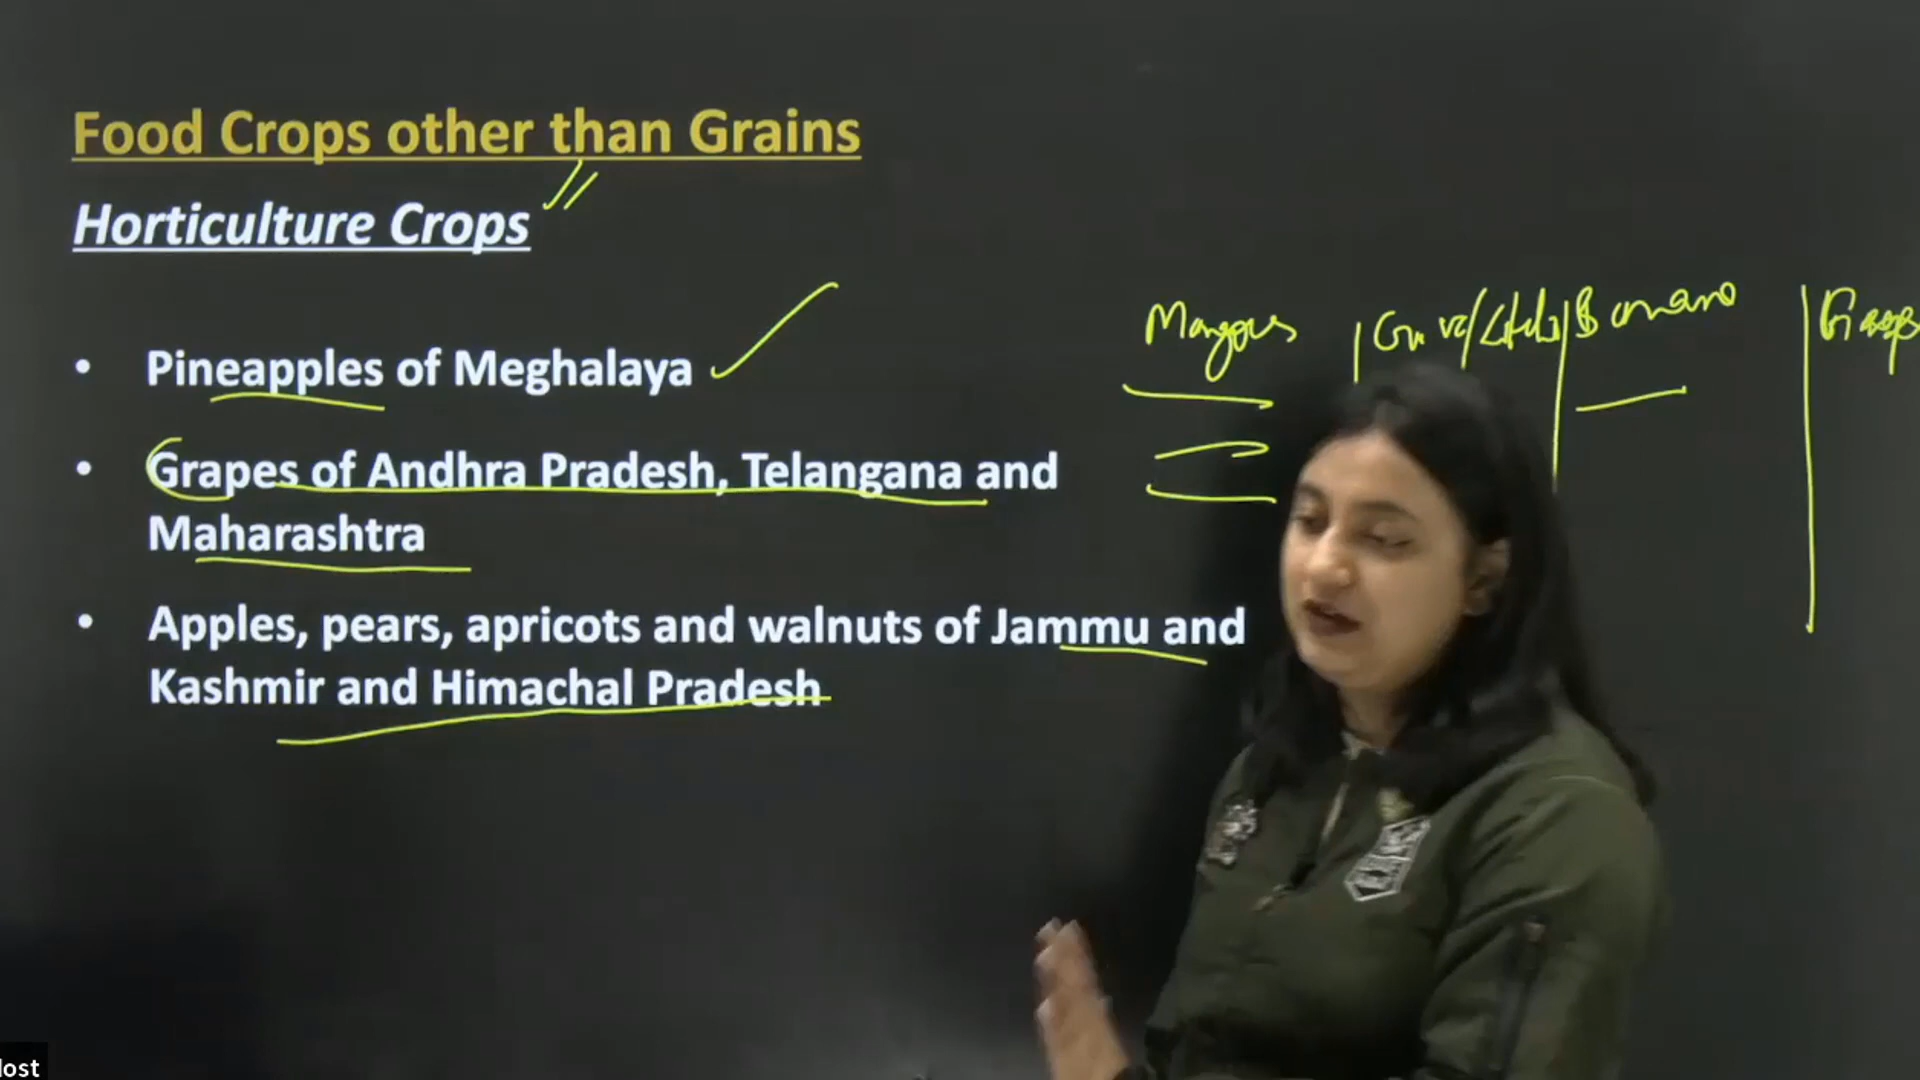 Food Crops other than Grains
Horticulture Crops
• Pineapples of Meghalaya
• Grapes of Andhra Pradesh, Telangana and
Maharashtra
• Apples, pears, apricots and walnuts of Jammu and
Kashmir and Himachal Pradesh
Mangoes
Banana
Grapes